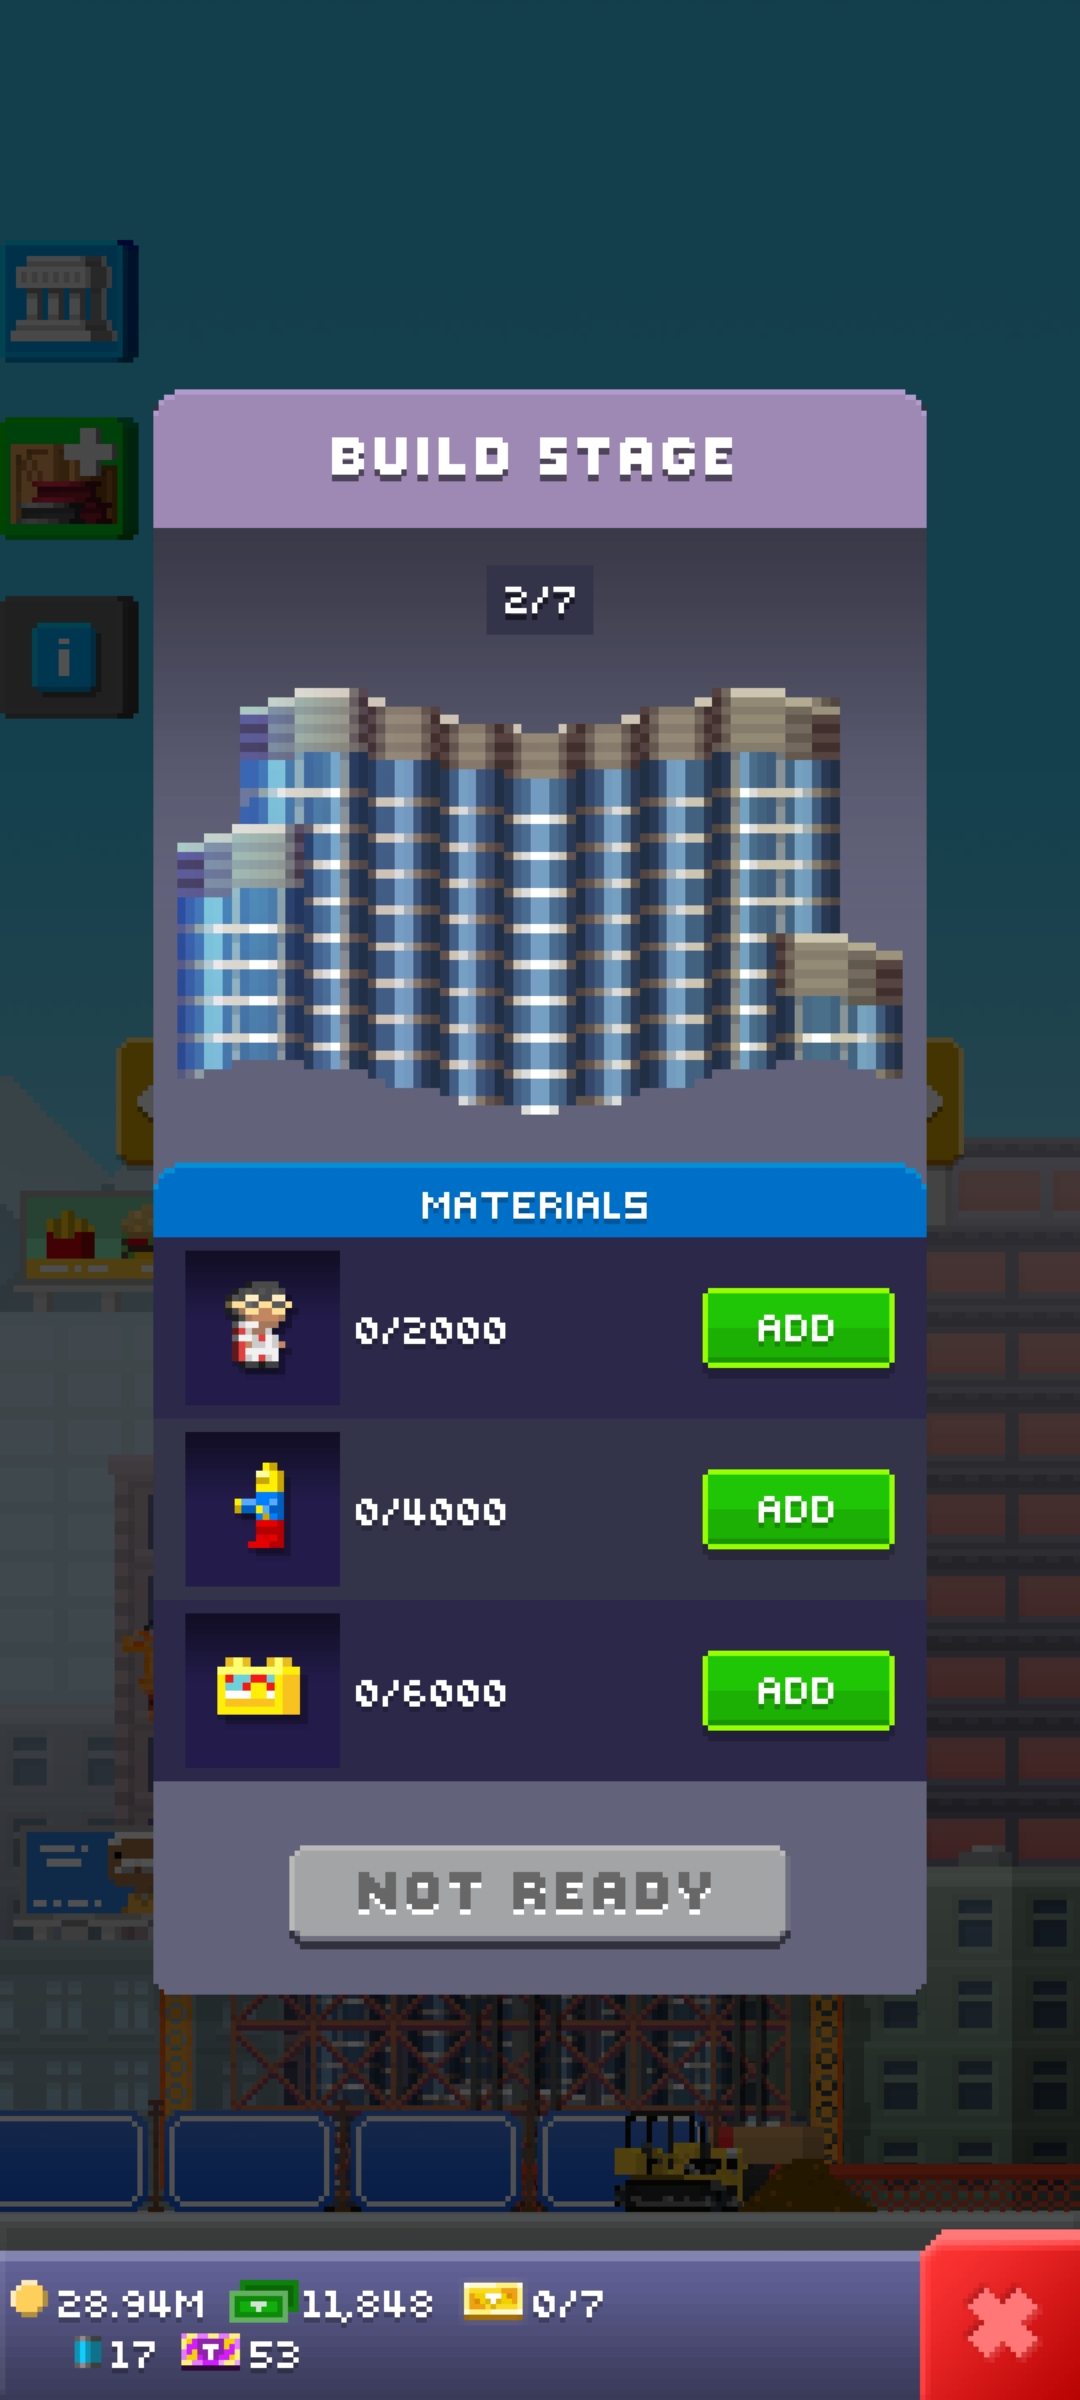 BUILD STAGE
2/7
MATERIALS
0/2000
ADD
0/4000
ADD
0/6000
ADD
NOT READY
28.94M 11,848 0/7
17 53